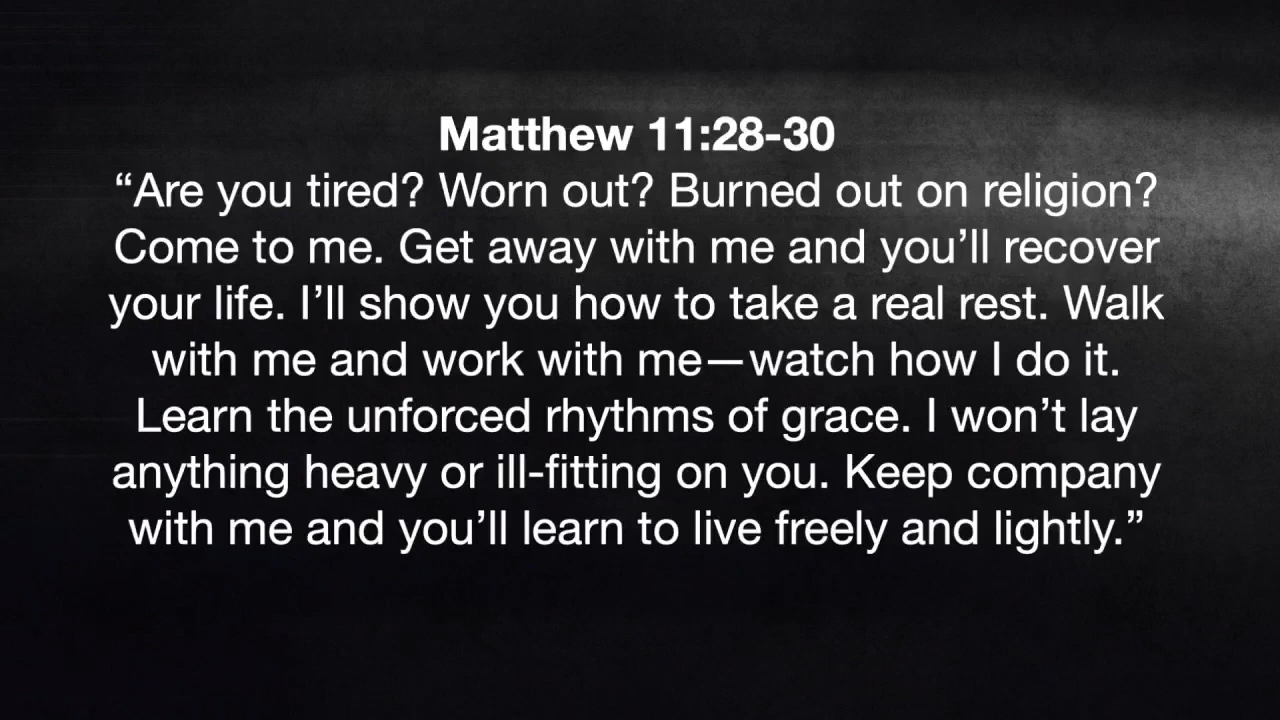 Matthew 11:28-30
“Are you tired? Worn out? Burned out on religion?
Come to me. Get away with me and you’ll recover
your life. I’ll show you how to take a real rest. Walk
with me and work with me—watch how I do it.
Learn the unforced rhythms of grace. I won’t lay
anything heavy or ill-fitting on you. Keep company
with me and you’ll learn to live freely and lightly.”